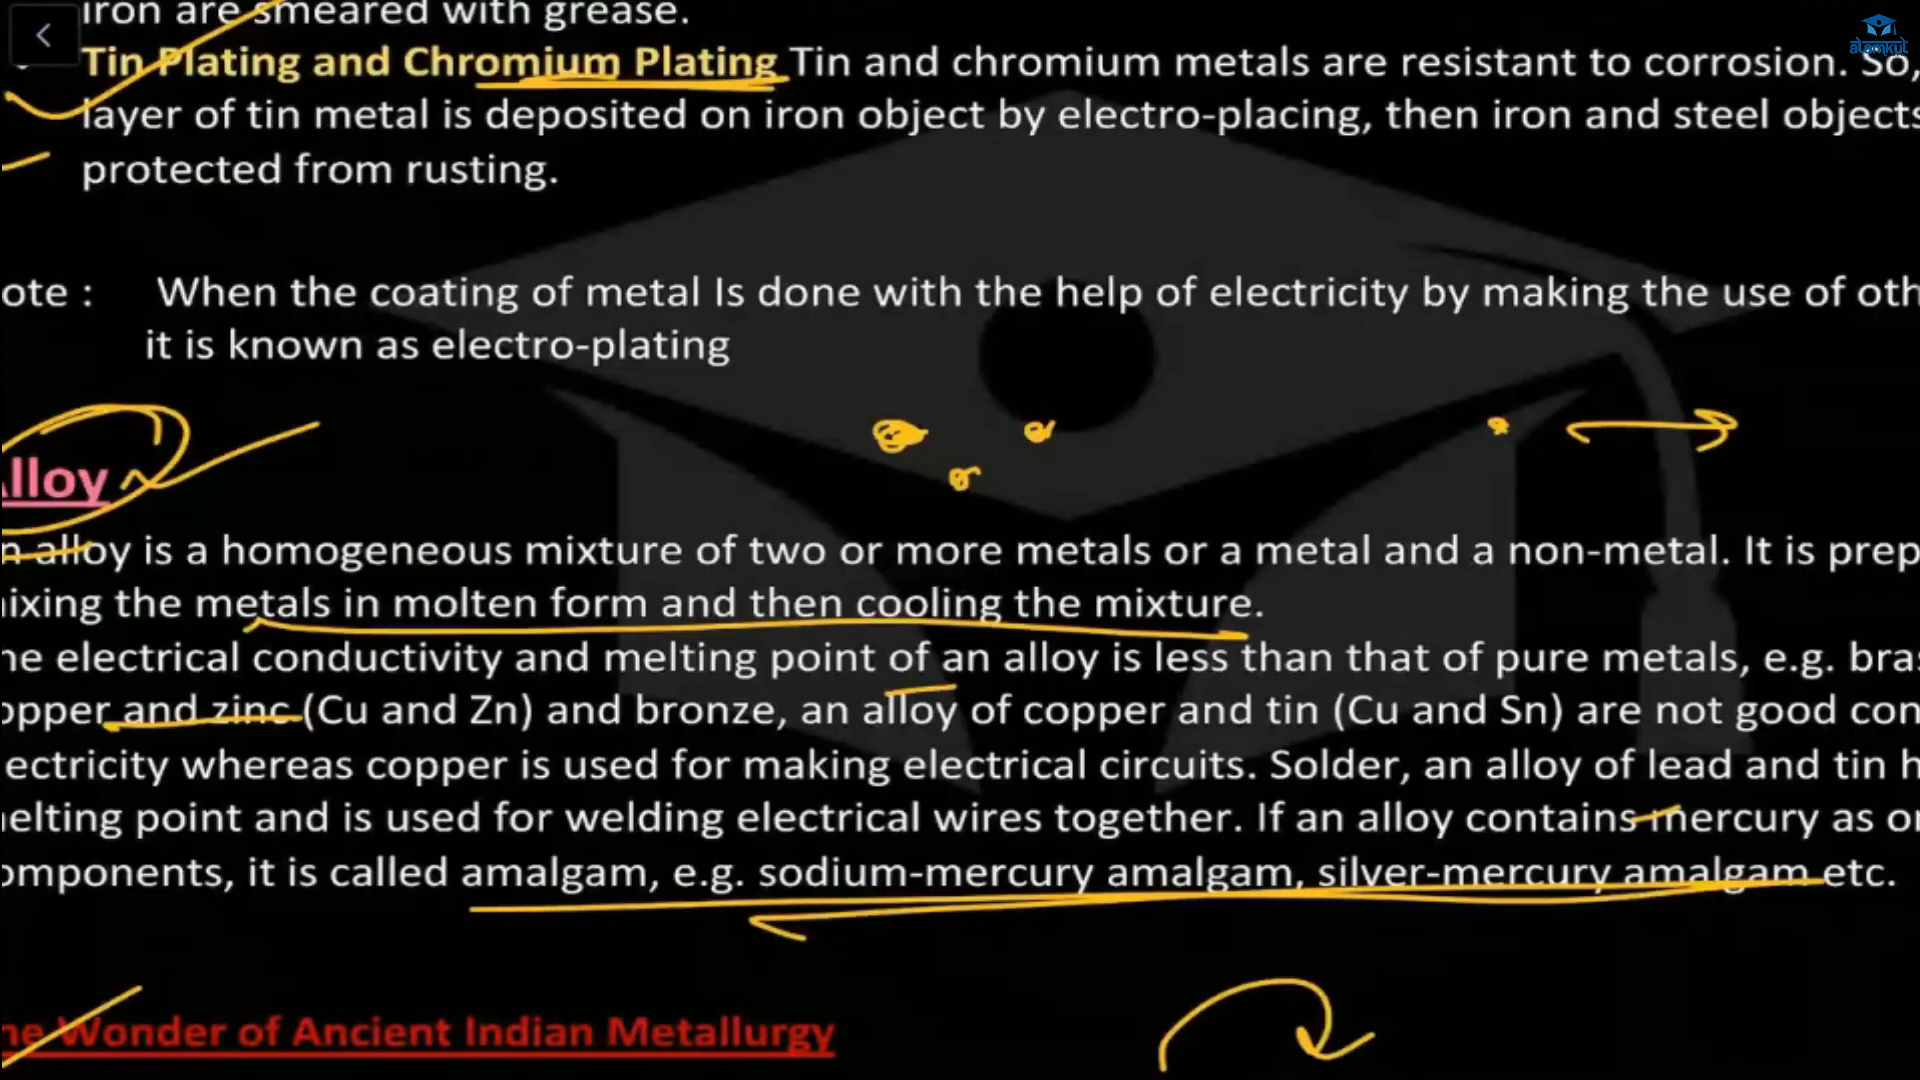 iron are smeared with grease.
alamkul
Tin Plating and Chromium Plating Tin and chromium metals are resistant to corrosion. So,
layer of tin metal is deposited on iron object by electro-placing, then iron and steel objects
protected from rusting.
ote : When the coating of metal Is done with the help of electricity by making the use of oth
it is known as electro-plating
lloy
n alloy is a homogeneous mixture of two or more metals or a metal and a non-metal. It is prep
ixing the metals in molten form and then cooling the mixture.
he electrical conductivity and melting point of an alloy is less than that of pure metals, e.g. bras
opper and zinc (Cu and Zn) and bronze, an alloy of copper and tin (Cu and Sn) are not good con
ectricity whereas copper is used for making electrical circuits. Solder, an alloy of lead and tin h
elting point and is used for welding electrical wires together. If an alloy contains mercury as on
omponents, it is called amalgam, e.g. sodium-mercury amalgam, silver-mercury amalgam etc.
he Wonder of Ancient Indian Metallurgy